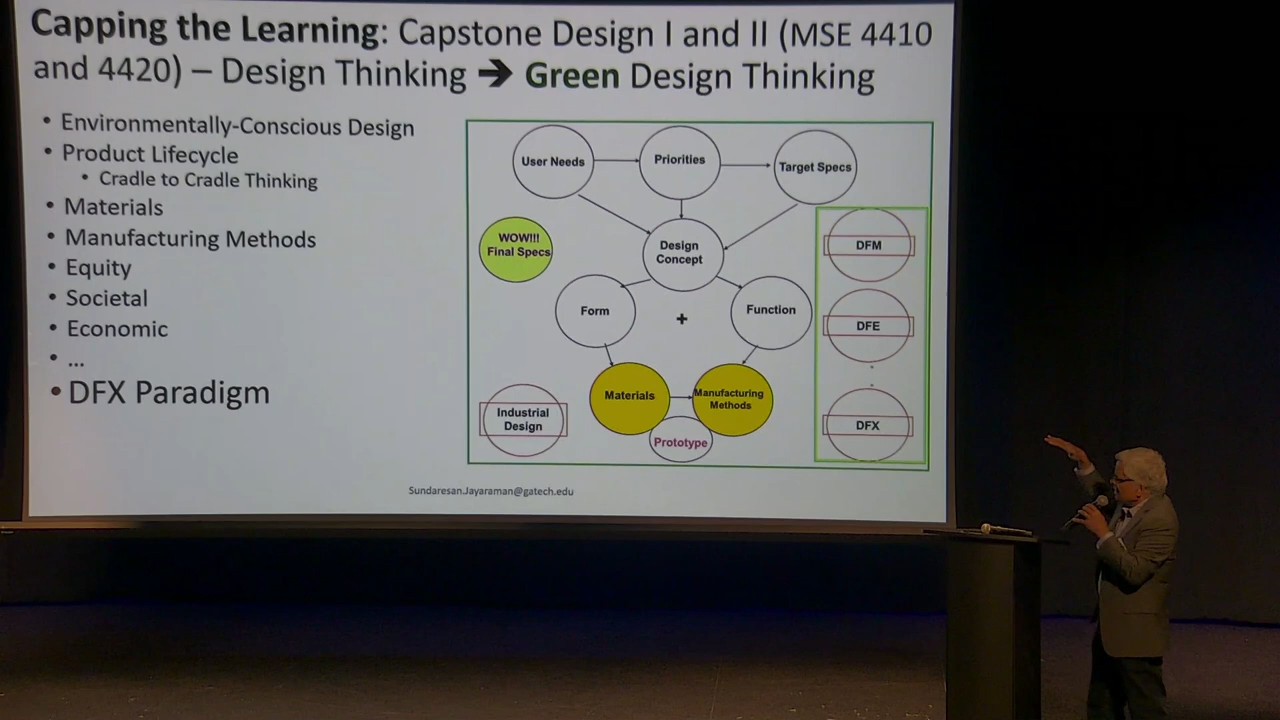 Capping the Learning: Capstone Design I and II (MSE 4410
and 4420) – Design Thinking ➔ Green Design Thinking
• Environmentally-Conscious Design
• Product Lifecycle
• Cradle to Cradle Thinking
• Materials
• Manufacturing Methods
• Equity
• Societal
• Economic
• ...
• DFX Paradigm
User Needs
Priorities
Target Specs
WOW!!!
Final Specs
Design
Concept
DFM
Form
+
Function
DFE
Materials
Manufacturing
Methods
Industrial
Design
Prototype
DFX
Sundaresan.Jayaraman@gatech.edu